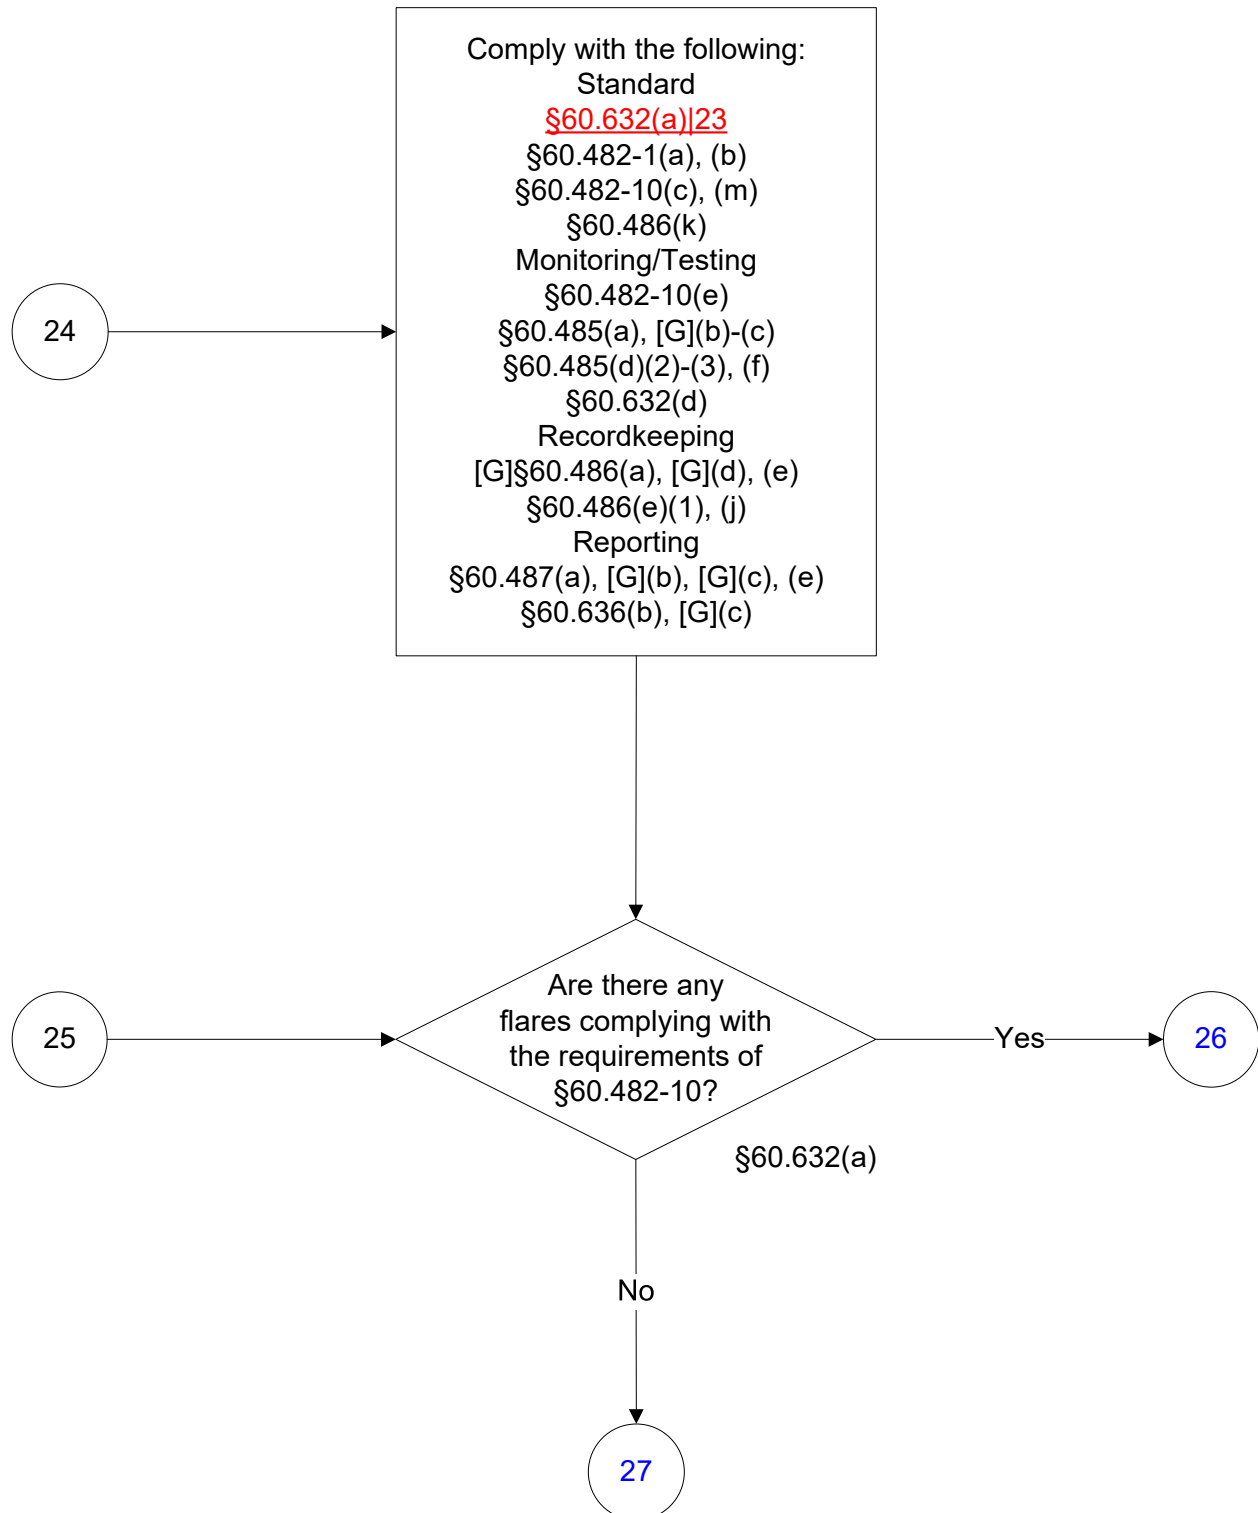 Comply with the following:
Standard
§60.632(a)|23
§60.482-1(a), (b)
§60.482-10(c), (m)
§60.486(k)
Monitoring/Testing
§60.482-10(e)
§60.485(a), [G](b)-(c)
§60.485(d)(2)-(3), (f)
§60.632(d)
Recordkeeping
[G]§60.486(a), [G](d), (e)
§60.486(e)(1), (j)
Reporting
§60.487(a), [G](b), [G](c), (e)
§60.636(b), [G](c)
24
Are there any
flares complying with
the requirements of
§60.482-10?
25
Yes
26
§60.632(a)
No
27